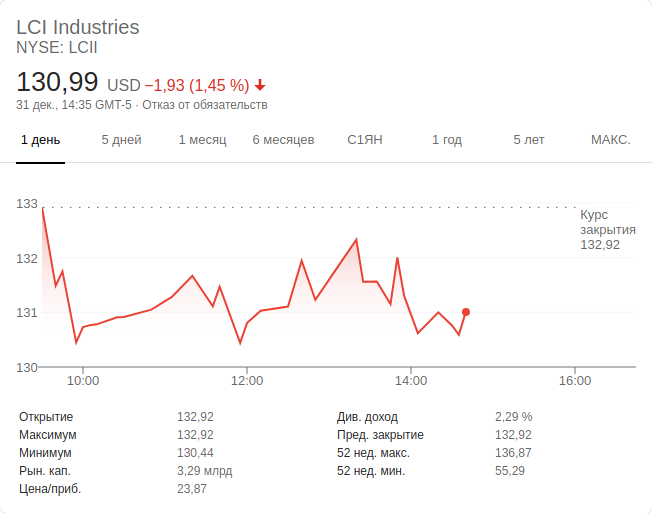 LCI Industries
NYSE: LCII
130,99 USD −1,93 (1,45 %)
31 дек., 14:35 GMT-5 · Отказ от обязательств
1 день 5 дней 1 месяц 6 месяцев С1ЯН 1 год 5 лет МАКС.
133
Курс
закрытия
132,92
132
131
130
10:00 12:00 14:00 16:00
Открытие 132,92 Див. доход 2,29 %
Максимум 132,92 Пред. закрытие 132,92
Минимум 130,44 52 нед. макс. 136,87
Рын. кап. 3,29 млрд 52 нед. мин. 55,29
Цена/приб. 23,87